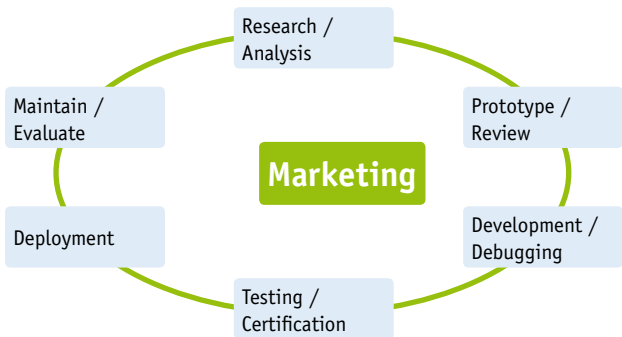 Research /
Analysis
Prototype /
Review
Development /
Debugging
Testing /
Certification
Deployment
Maintain /
Evaluate
Marketing